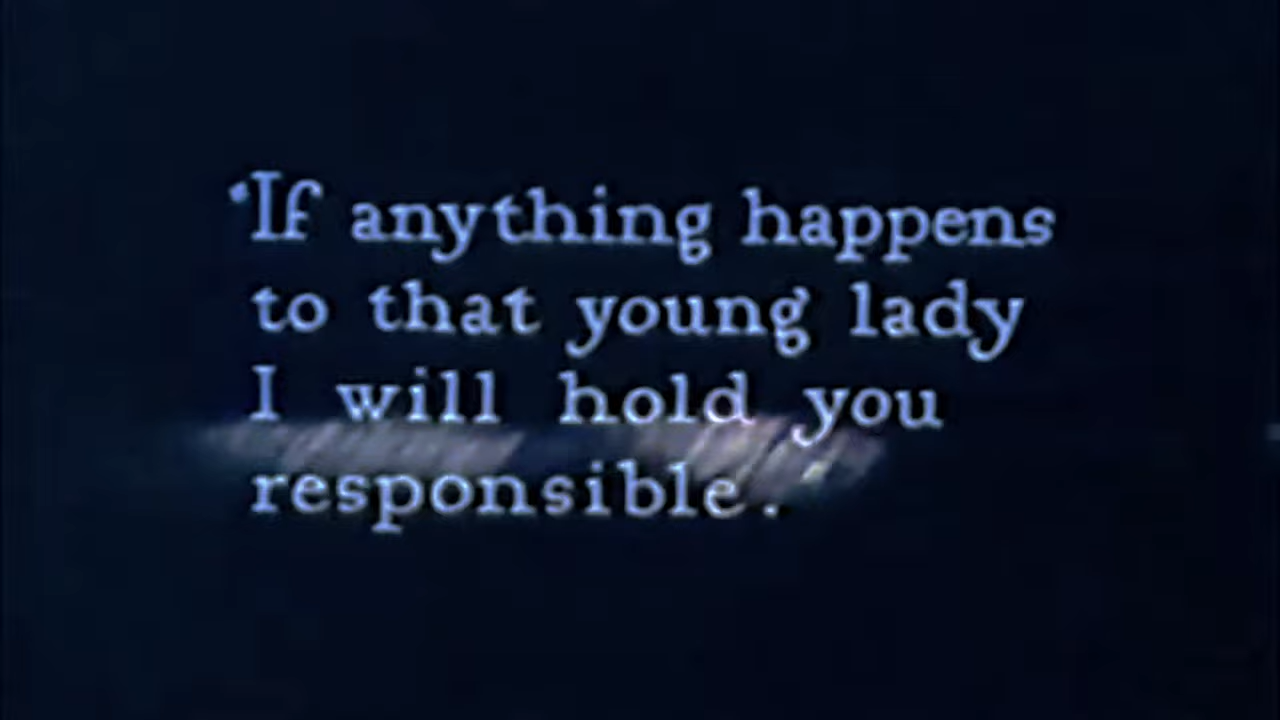 "If anything happens
to that young lady
I will hold you
responsible."